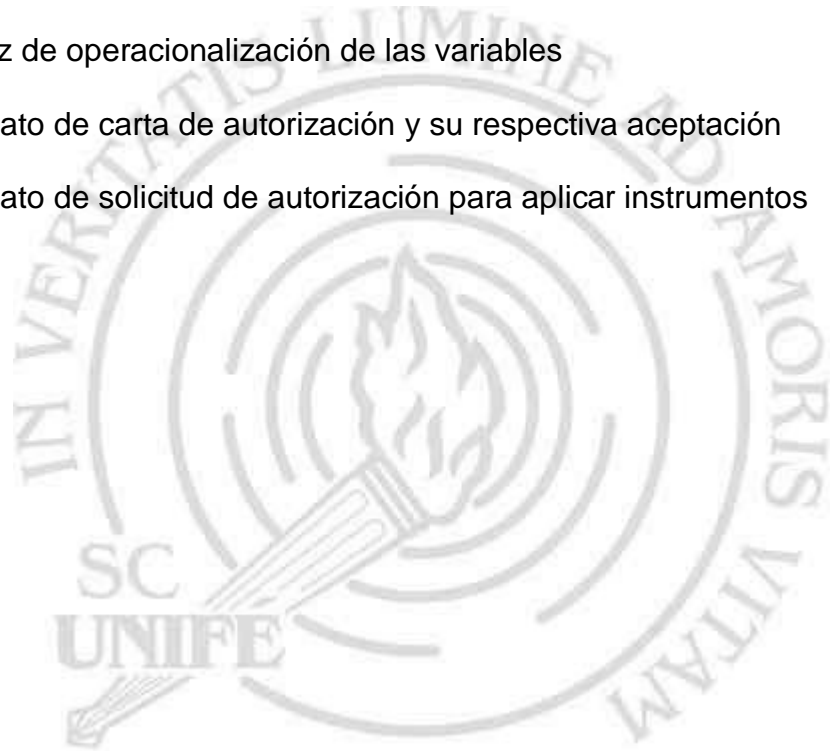 z de operacionalización de las variables
ato de carta de autorización y su respectiva aceptación
ato de solicitud de autorización para aplicar instrumentos
IN VERITATIS LUMINE AD AMORIS VITAM
SC
UNIFE